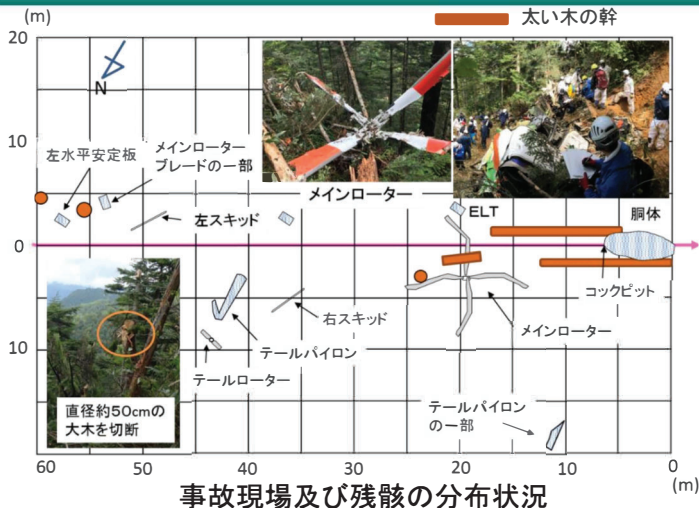 (m)
太い木の幹
20
N
10
左水平安定板
メインローター
ブレードの一部
メインローター
左スキッド
ELT
胴体
0
コックピット
右スキッド
メインローター
テールパイロン
テールローター
10
直径約50cmの
大木を切断
テールパイロン
の一部
60
50
40
30
20
10
0
(m)
事故現場及び残骸の分布状況